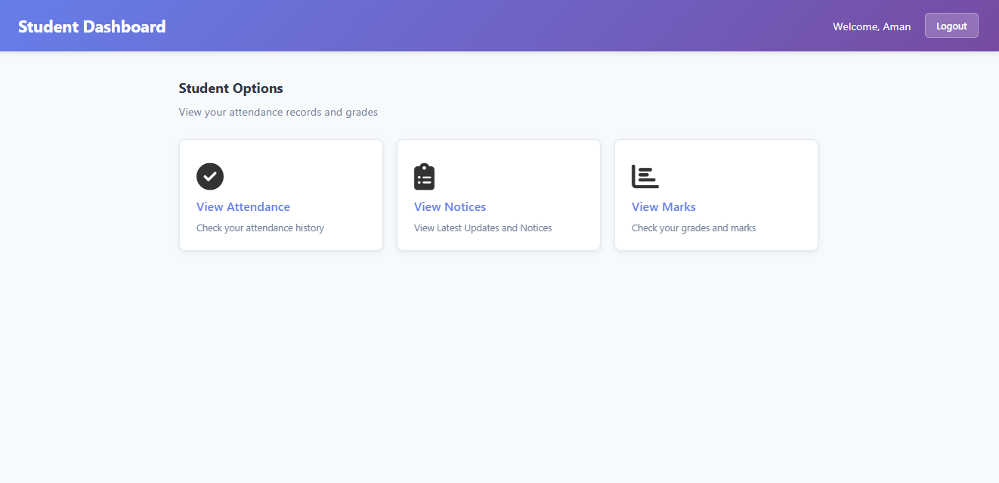 Student Dashboard
Welcome, Aman
Logout
Student Options
View your attendance records and grades
View Attendance
Check your attendance history
View Notices
View Latest Updates and Notices
View Marks
Check your grades and marks